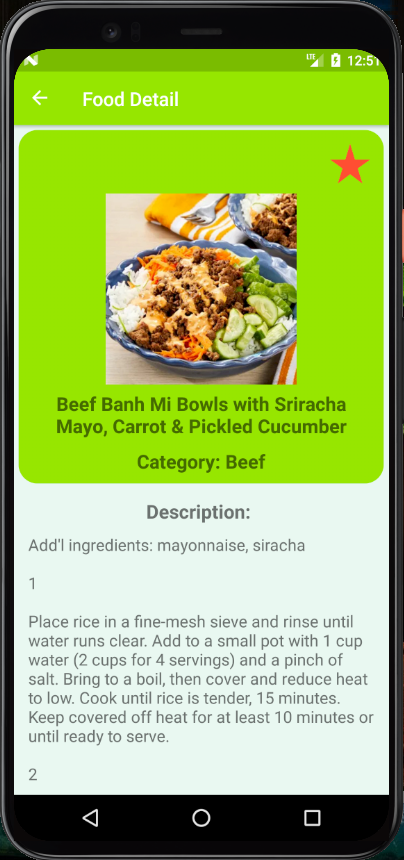 LTE 12:51
Food Detail
Beef Banh Mi Bowls with Sriracha
Mayo, Carrot & Pickled Cucumber
Category: Beef
Description:
Add'l ingredients: mayonnaise, siracha
1
Place rice in a fine-mesh sieve and rinse until
water runs clear. Add to a small pot with 1 cup
water (2 cups for 4 servings) and a pinch of
salt. Bring to a boil, then cover and reduce heat
to low. Cook until rice is tender, 15 minutes.
Keep covered off heat for at least 10 minutes or
until ready to serve.
2